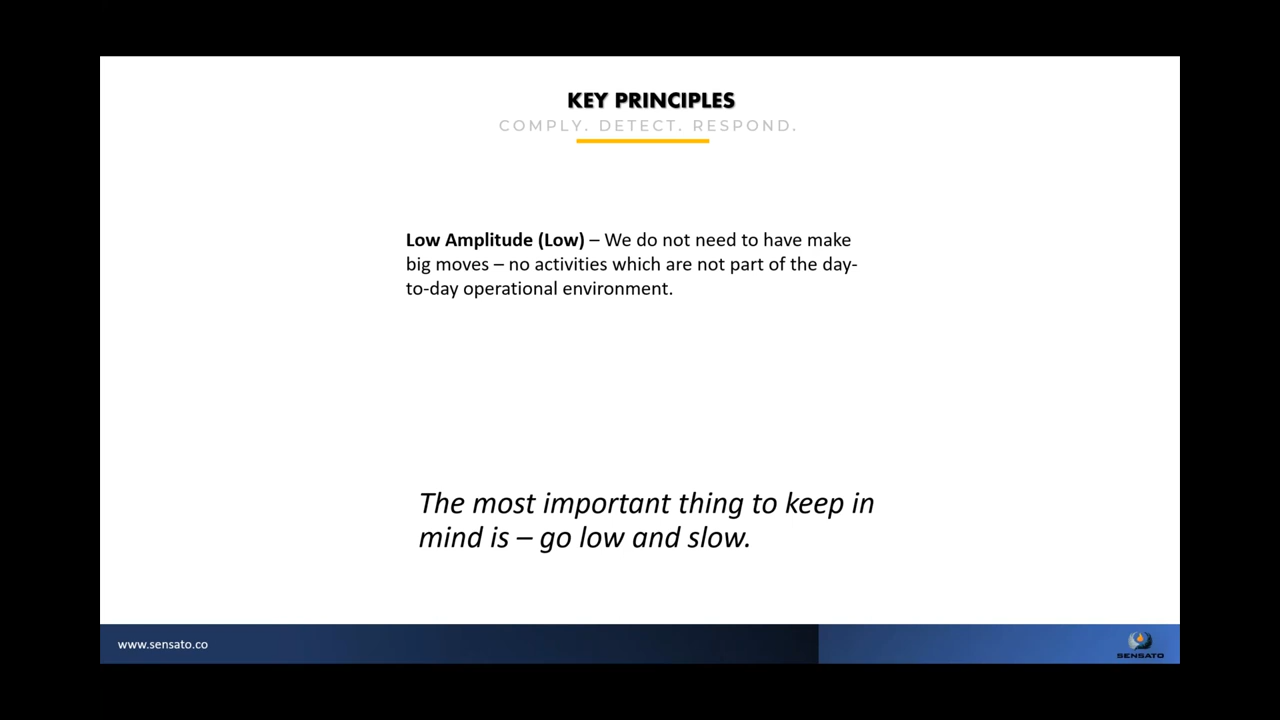 KEY PRINCIPLES
COMPLY. DETECT. RESPOND.
Low Amplitude (Low) – We do not need to have make
big moves – no activities which are not part of the day-
to-day operational environment.
The most important thing to keep in
mind is – go low and slow.
www.sensato.co
SENSATO